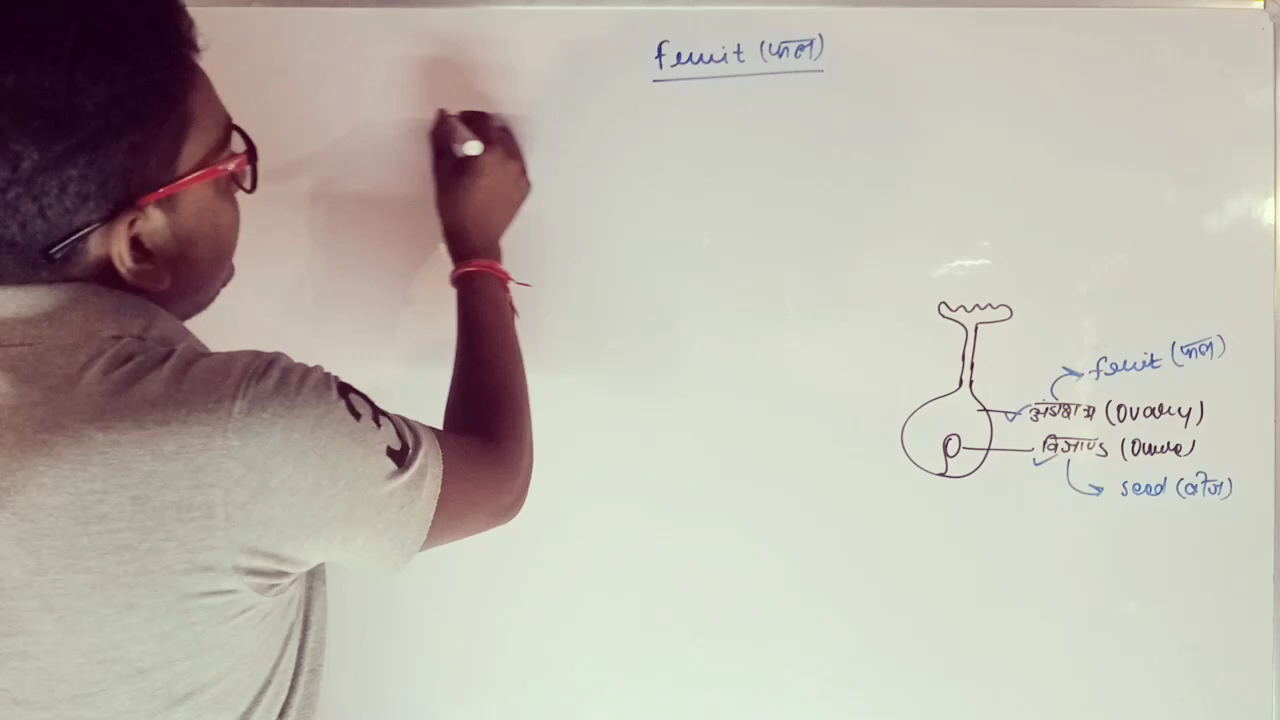 Fruit (फल)
fruit (फल)
अंडाशय (Ovary)
विजाण्ड (Ovule)
seed (बीज)